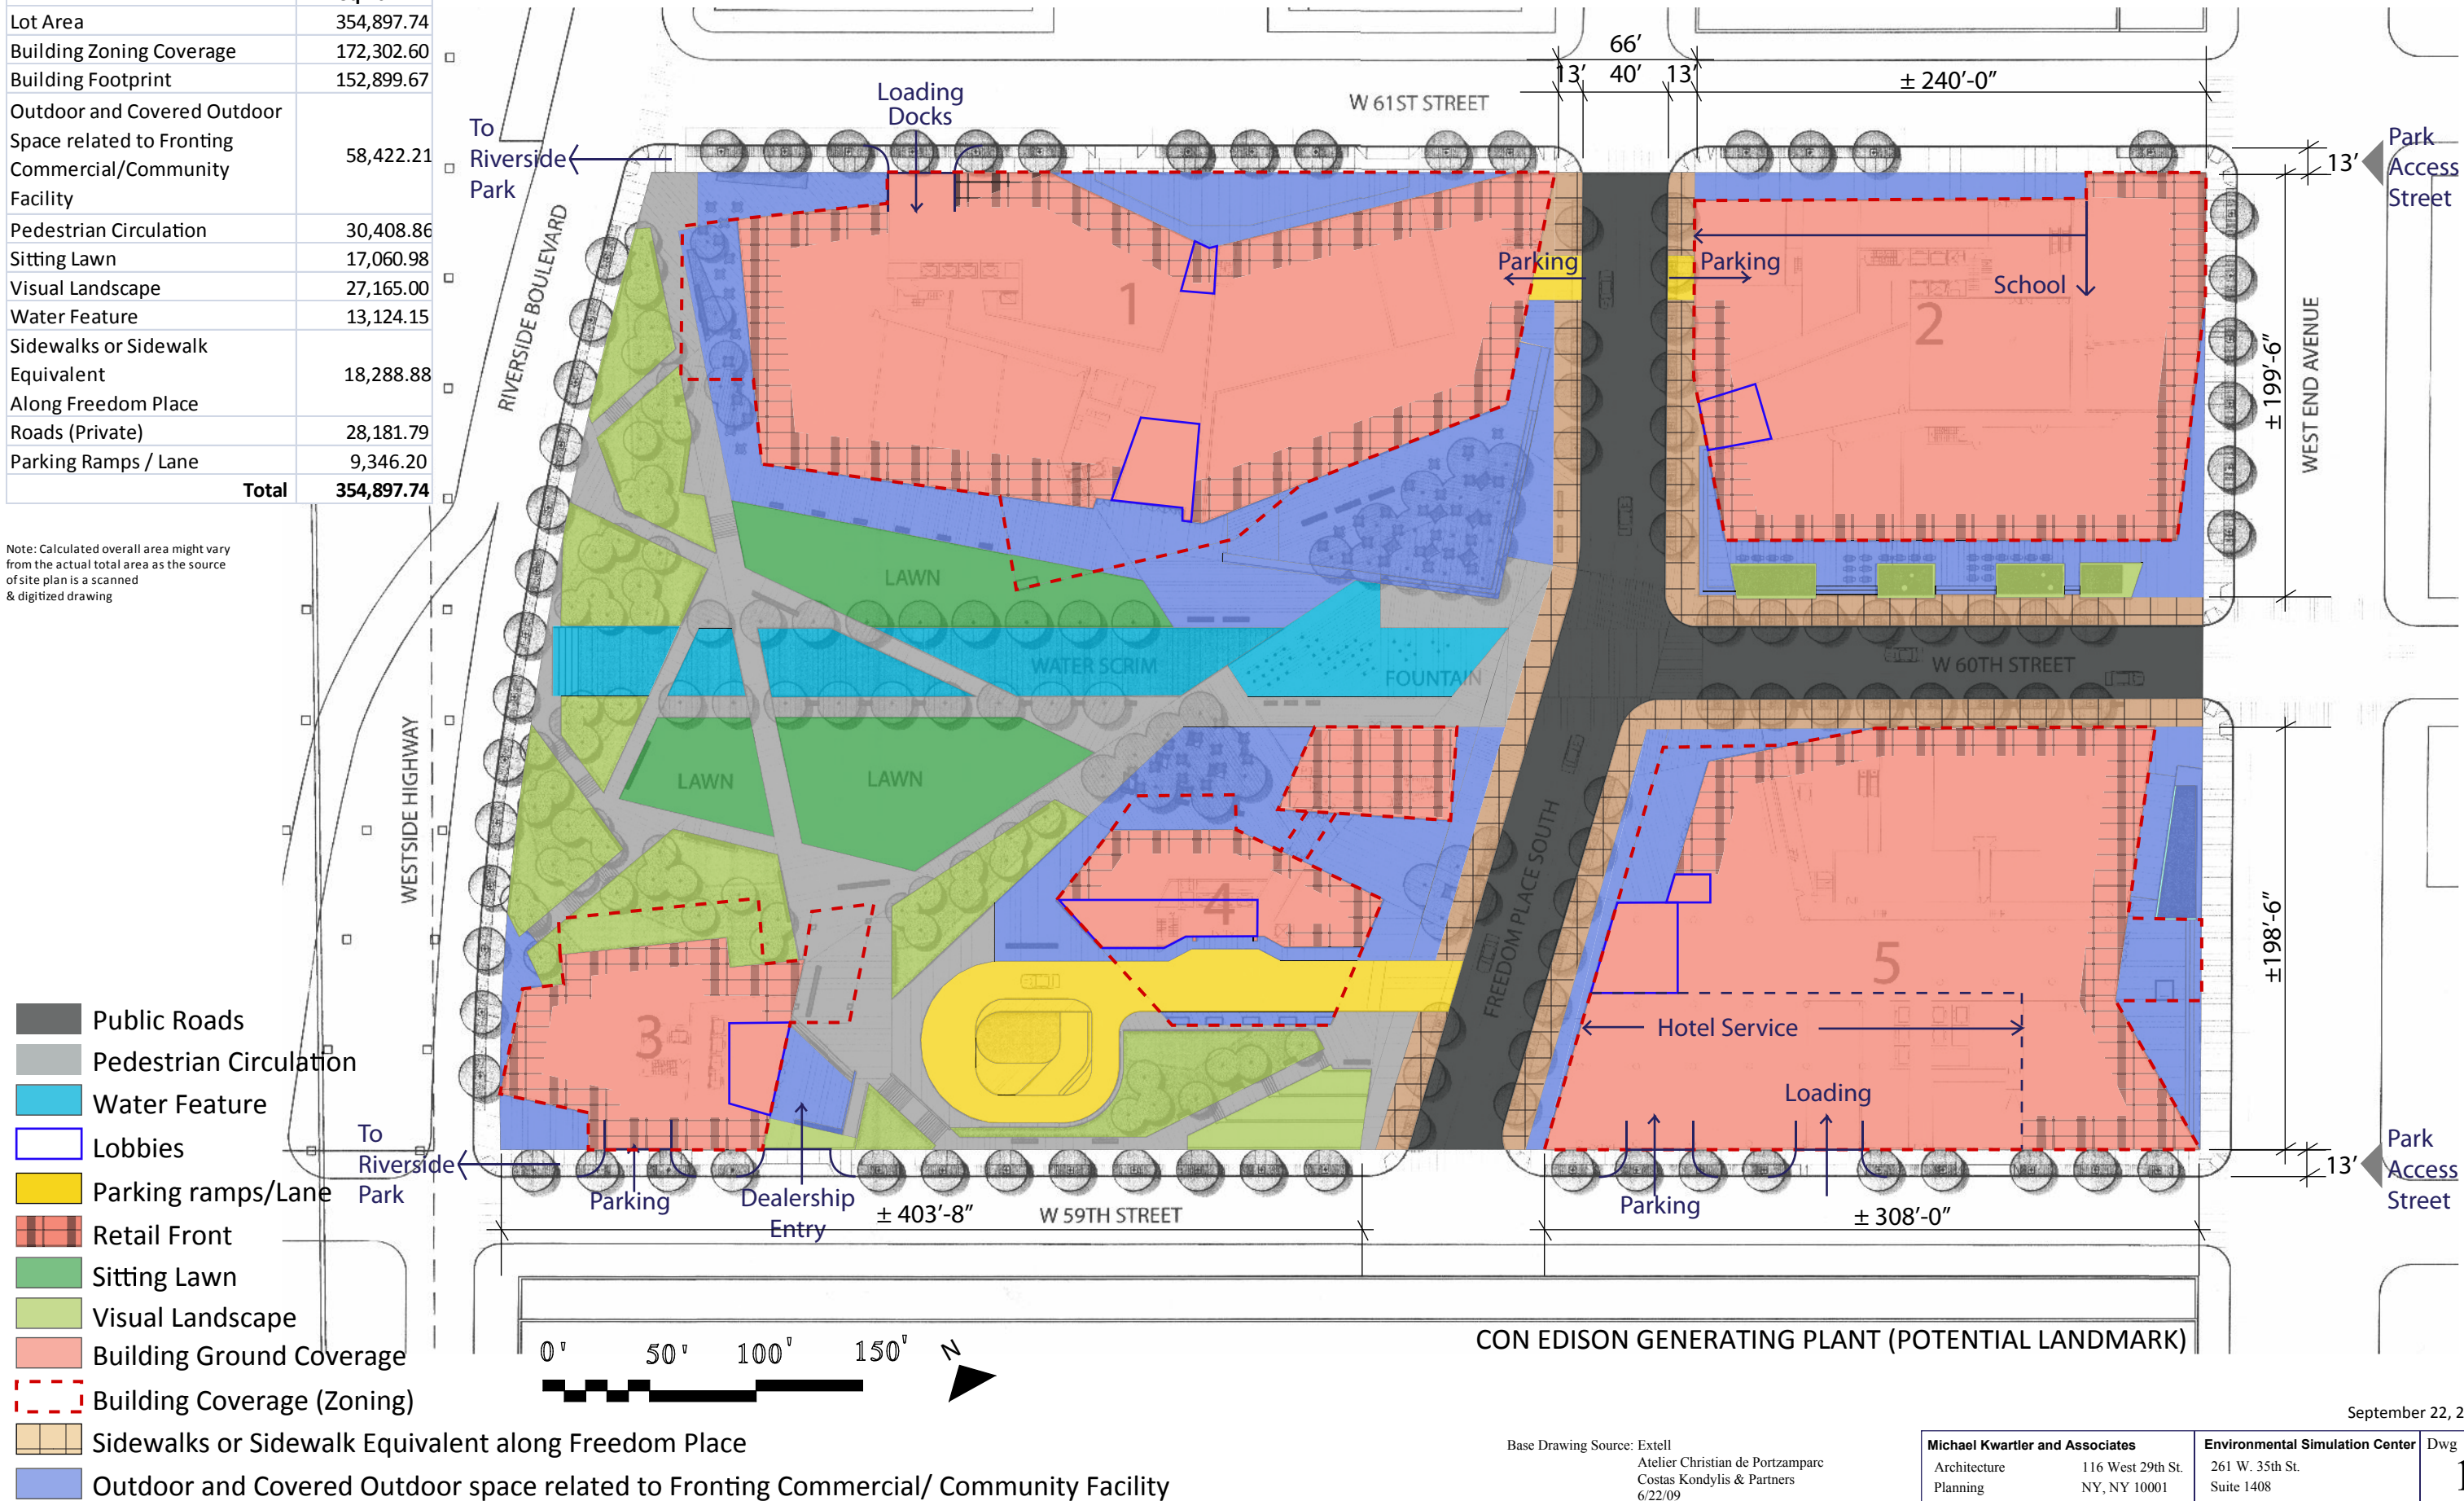 Lot Area 354,897.74
Building Zoning Coverage 172,302.60
Building Footprint 152,899.67
Outdoor and Covered Outdoor
Space related to Fronting
Commercial/Community
Facility
58,422.21
Pedestrian Circulation 30,408.86
Sitting Lawn 17,060.98
Visual Landscape 27,165.00
Water Feature 13,124.15
Sidewalks or Sidewalk
Equivalent
Along Freedom Place
18,288.88
Roads (Private) 28,181.79
Parking Ramps / Lane 9,346.20
Total 354,897.74
Note: Calculated overall area might vary
from the actual total area as the source
of site plan is a scanned
& digitized drawing
66'
13' 40' 13'
± 240'-0"
W 61ST STREET
Loading
Docks
To
Riverside
Park
Park
Access
Street
13'
RIVERSIDE BOULEVARD
1
Parking
Parking
School
2
WEST END AVENUE
± 199'-6"
LAWN
WATER SCRIM
FOUNTAIN
W 60TH STREET
LAWN
LAWN
WESTSIDE HIGHWAY
FREEDOM PLACE SOUTH
4
5
±198'-6"
3
Hotel Service
Loading
Parking
To
Riverside
Park
Parking
Dealership
Entry
± 403'-8"
W 59TH STREET
± 308'-0"
13'
Park
Access
Street
Public Roads
Pedestrian Circulation
Water Feature
Lobbies
Parking ramps/Lane
Retail Front
Sitting Lawn
Visual Landscape
Building Ground Coverage
Building Coverage (Zoning)
Sidewalks or Sidewalk Equivalent along Freedom Place
Outdoor and Covered Outdoor space related to Fronting Commercial/ Community Facility
0' 50' 100' 150'
N
CON EDISON GENERATING PLANT (POTENTIAL LANDMARK)
September 22, 2
Base Drawing Source: Extell
Atelier Christian de Portzamparc
Costas Kondylis & Partners
6/22/09
Michael Kwartler and Associates
Architecture 116 West 29th St.
Planning NY, NY 10001
Environmental Simulation Center
261 W. 35th St.
Suite 1408
Dwg
1